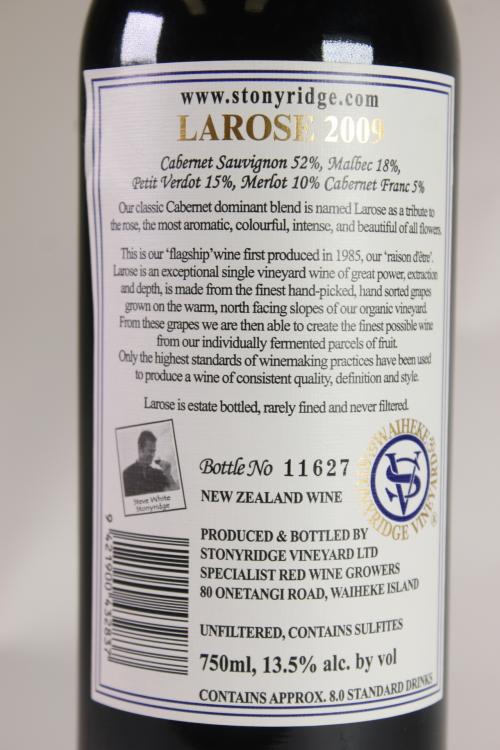 www.stonyridge.com
LAROSE 2009
Cabernet Sauvignon 52%, Malbec 18%,
Petit Verdot 15%, Merlot 10% Cabernet Franc 5%
Our classic Cabernet dominant blend is named Larose as a tribute to
the rose, the most aromatic, colourful, intense, and beautiful of all flowers.
This is our 'flagship' wine first produced in 1985, our 'raison d'être'.
Larose is an exceptional single vineyard wine of great power, extraction
and depth, is made from the finest hand-picked, hand sorted grapes
grown on the warm, north facing slopes of our organic vineyard.
From these grapes we are then able to create the finest possible wine
from our individually fermented parcels of fruit.
Only the highest standards of winemaking practices have been used
to produce a wine of consistent quality, definition and style.
Larose is estate bottled, rarely fined and never filtered.
Steve White
Stonyridge
Bottle No 11627
NEW ZEALAND WINE
WAIHEKE
STONYRIDGE VINEYARD
SV
PRODUCED & BOTTLED BY
STONYRIDGE VINEYARD LTD
SPECIALIST RED WINE GROWERS
80 ONETANGI ROAD, WAIHEKE ISLAND
UNFILTERED, CONTAINS SULFITES
750ml, 13.5% alc. by vol
CONTAINS APPROX. 8.0 STANDARD DRINKS
9 421900 432837